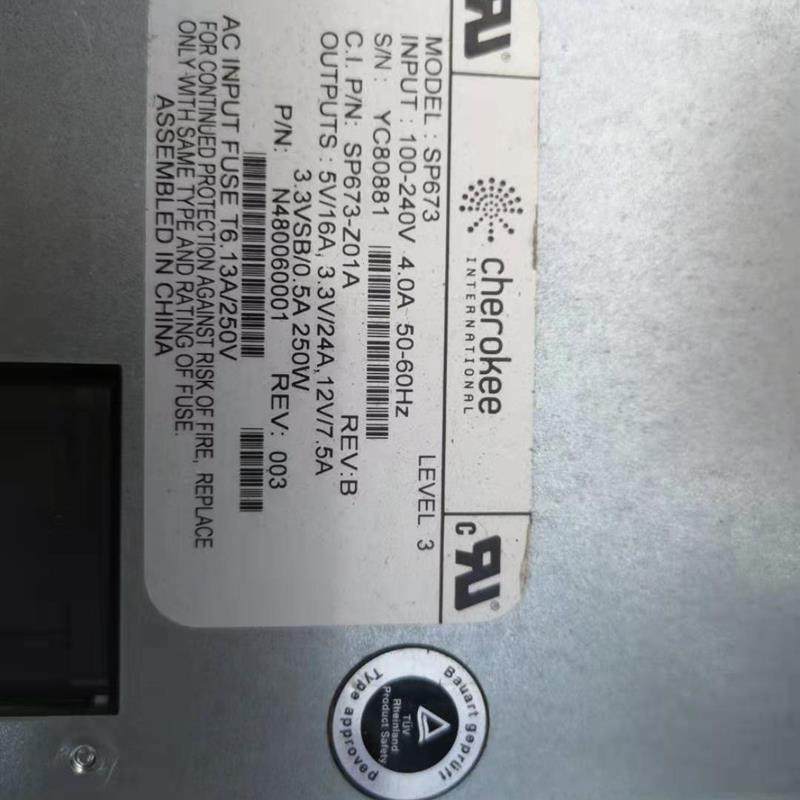 cherokee
INTERNATIONAL
MODEL : SP673 LEVEL 3
INPUT : 100-240V 4.0A 50-60Hz
S/N : YC80881
C.I. P/N: SP673-Z01A REV:B
OUTPUTS : 5V/16A, 3.3V/24A,12V/7.5A
3.3VSB/0.5A 250W
P/N: N480060001 REV: 003
AC INPUT FUSE T6.13A/250V
FOR CONTINUED PROTECTION AGAINST RISK OF FIRE, REPLACE
ONLY WITH SAME TYPE AND RATING OF FUSE.
ASSEMBLED IN CHINA
C
®
Bauart geprüft
TÜV
Rheinland
Product Safety
Type approved